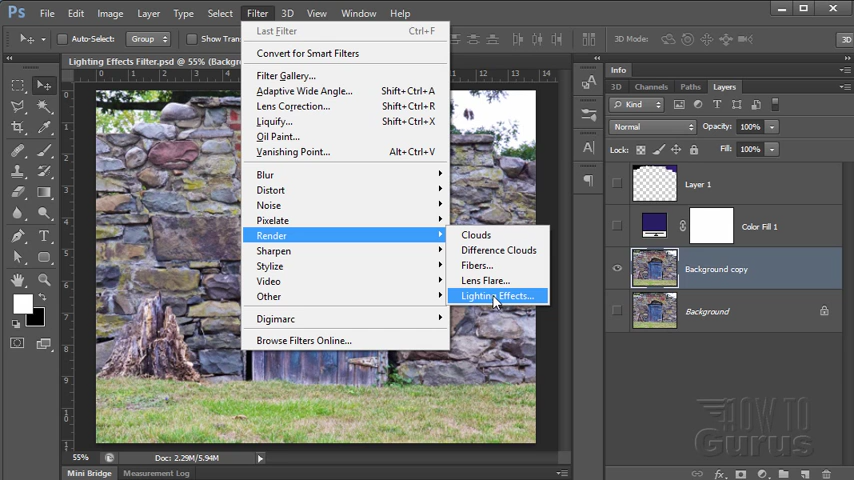 Ps File Edit Image Layer Type Select Filter 3D View Window Help
Auto-Select: Group Show Tran 3D Mode: 3D
Lighting Effects Filter.psd @ 55% (Backg
Last Filter Ctrl+F
Convert for Smart Filters
Filter Gallery...
Adaptive Wide Angle... Shift+Ctrl+A
Lens Correction... Shift+Ctrl+R
Liquify... Shift+Ctrl+X
Oil Paint...
Vanishing Point... Alt+Ctrl+V
Blur
Distort
Noise
Pixelate
Render
Sharpen
Stylize
Video
Other
Digimarc
Browse Filters Online...
Clouds
Difference Clouds
Fibers...
Lens Flare...
Lighting Effects...
Info
3D Channels Paths Layers
Kind
Normal Opacity: 100%
Lock: Fill: 100%
Layer 1
Color Fill 1
Background copy
Background
55% Doc: 2.29M/5.94M
Mini Bridge Measurement Log
HOW TO
Gurus